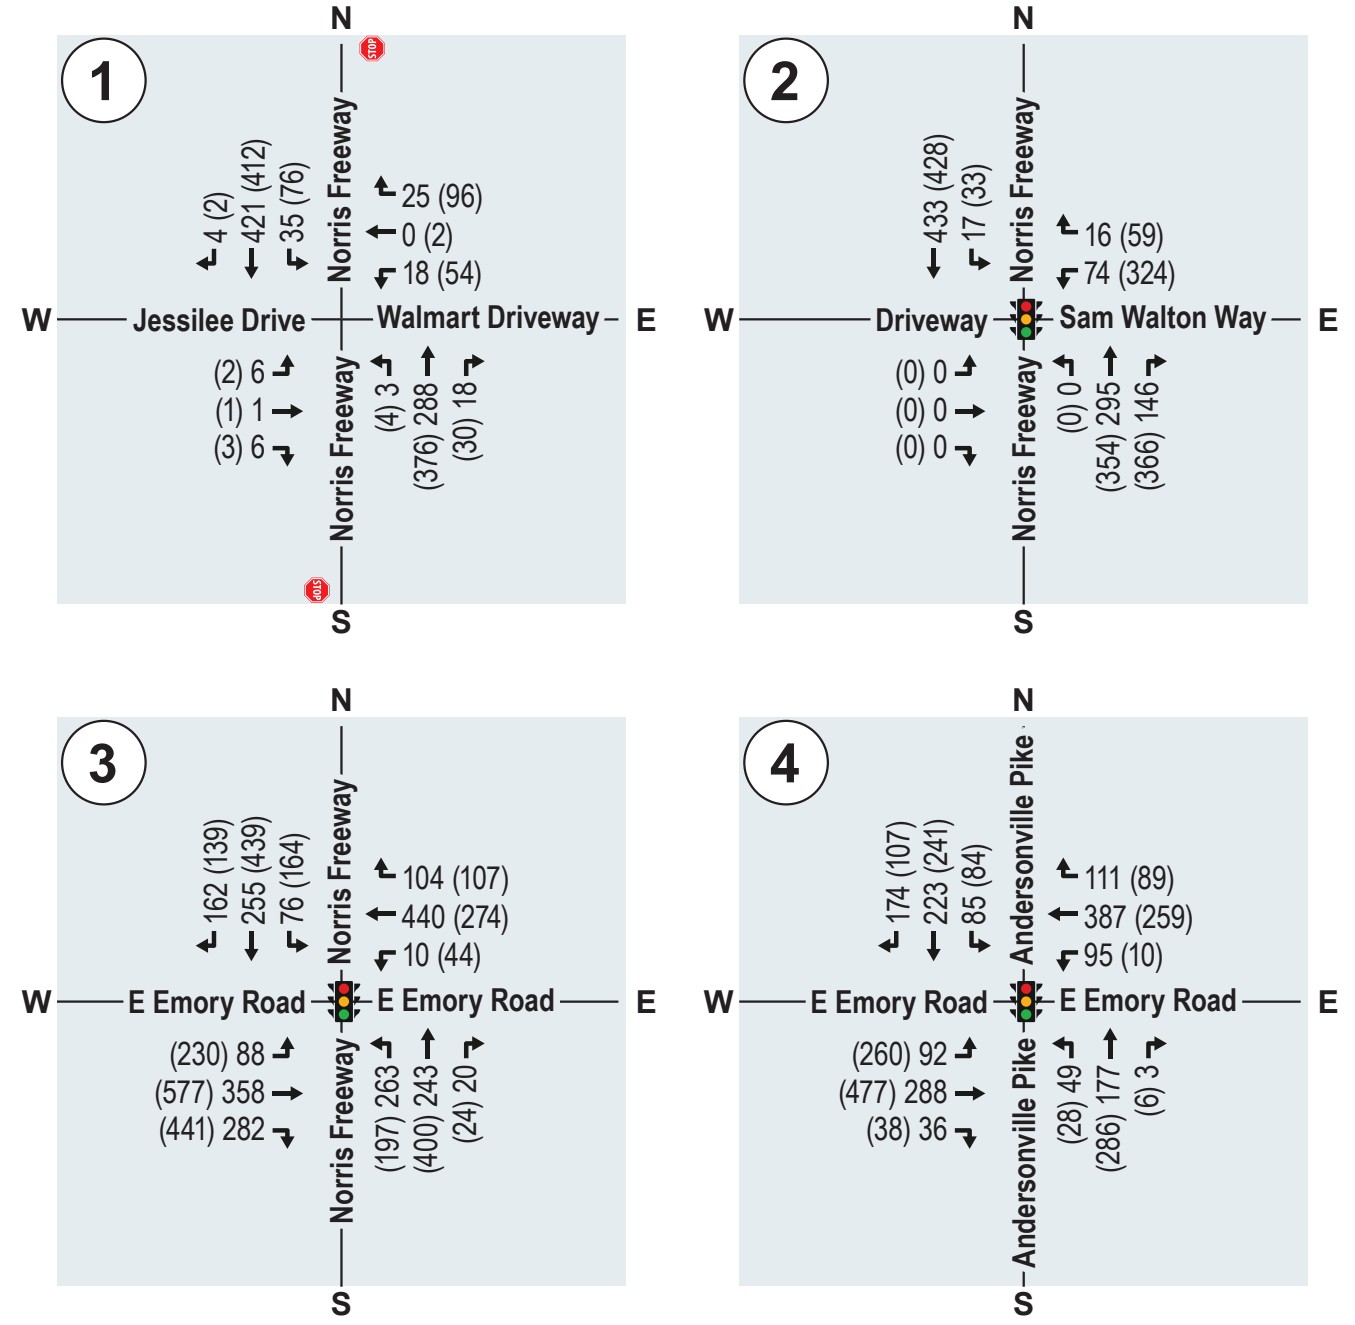 N
1
STOP
4 (2)
421 (412)
35 (76)
Norris Freeway
25 (96)
0 (2)
18 (54)
W
Jessilee Drive
Walmart Driveway
E
(2) 6
(1) 1
(3) 6
Norris Freeway
(4) 3
(376) 288
(30) 18
STOP
S
N
2
433 (428)
17 (33)
Norris Freeway
16 (59)
74 (324)
W
Driveway
Sam Walton Way
E
(0) 0
(0) 0
(0) 0
Norris Freeway
(0) 0
(354) 295
(366) 146
S
N
3
162 (139)
255 (439)
76 (164)
Norris Freeway
104 (107)
440 (274)
10 (44)
W
E Emory Road
E Emory Road
E
(230) 88
(577) 358
(441) 282
Norris Freeway
(197) 263
(400) 243
(24) 20
S
N
4
174 (107)
223 (241)
85 (84)
Andersonville Pike
111 (89)
387 (259)
95 (10)
W
E Emory Road
E Emory Road
E
(260) 92
(477) 288
(38) 36
Andersonville Pike
(28) 49
(286) 177
(6) 3
S